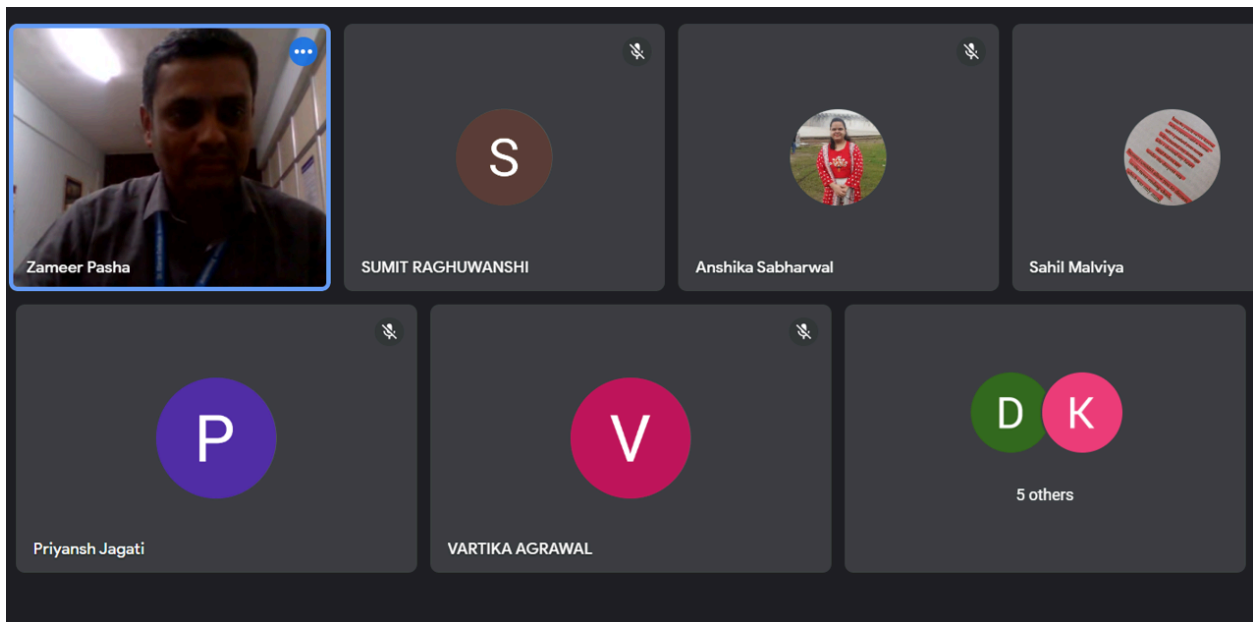 S
Zameer Pasha
SUMIT RAGHUWANSHI
Anshika Sabharwal
Sahil Malviya
P
V
D K
5 others
Priyansh Jagati
VARTIKA AGRAWAL